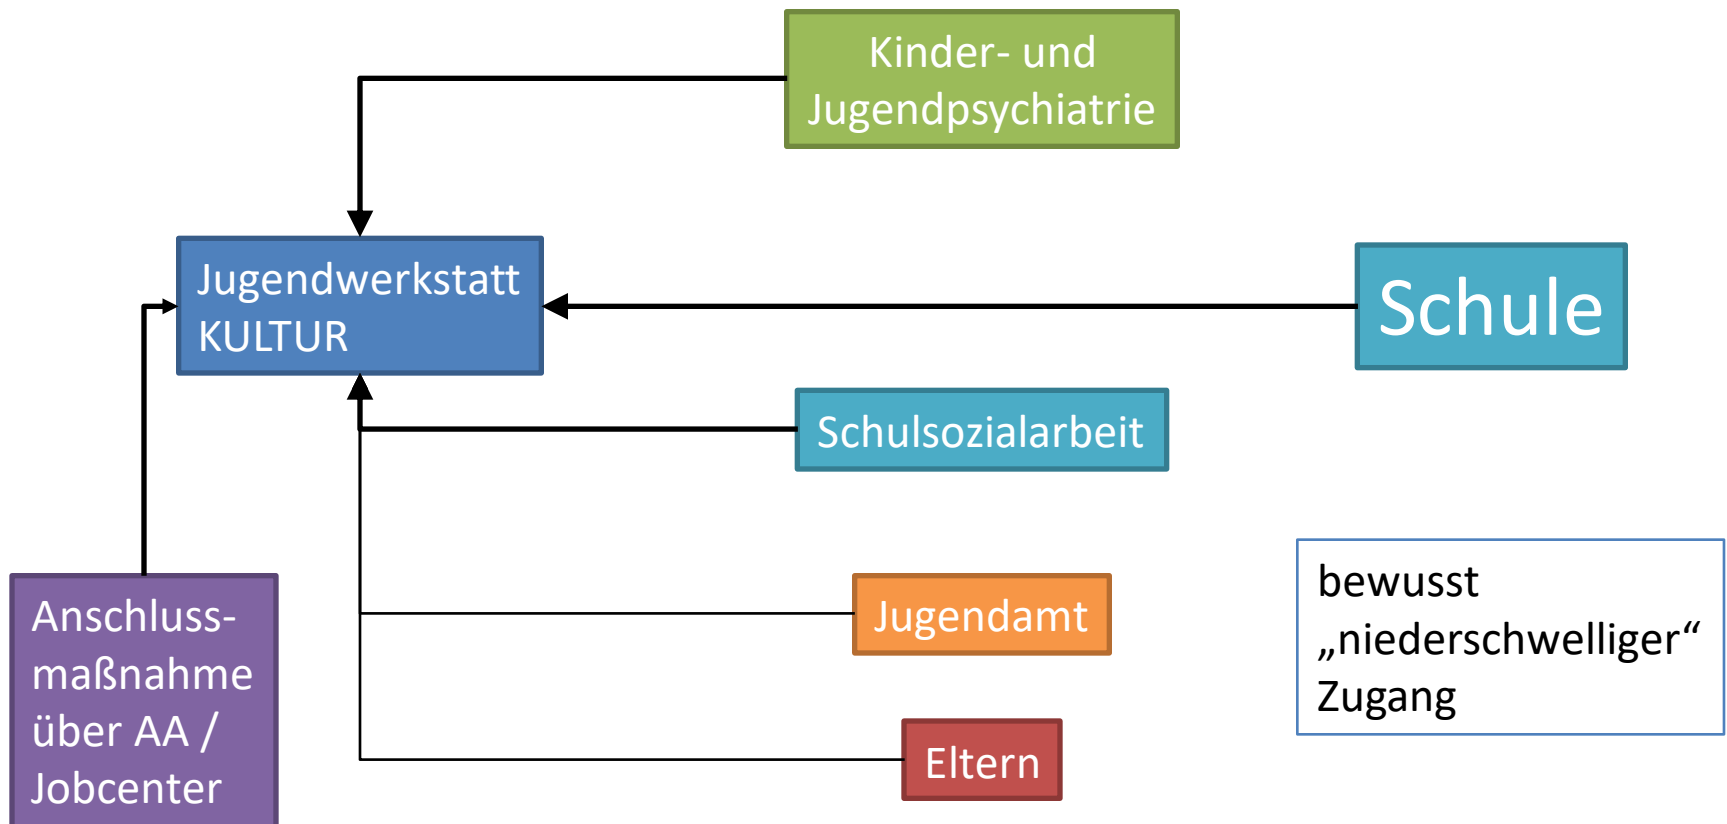 Kinder- und
Jugendpsychiatrie
Jugendwerkstatt
KULTUR
Schule
Schulsozialarbeit
Anschluss-
maßnahme
über AA /
Jobcenter
Jugendamt
Eltern
bewusst
„niederschwelliger“
Zugang